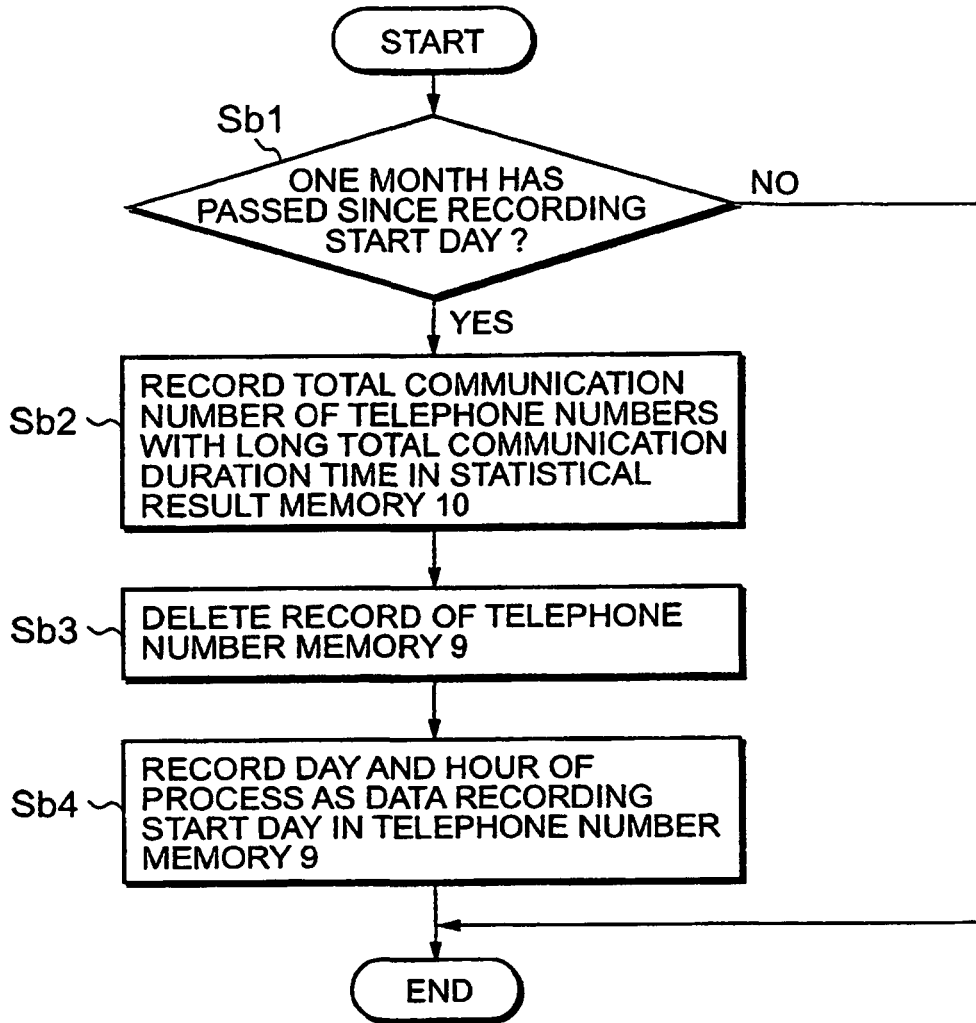 START
Sb1
ONE MONTH HAS
PASSED SINCE RECORDING
START DAY ?
NO
YES
Sb2
RECORD TOTAL COMMUNICATION
NUMBER OF TELEPHONE NUMBERS
WITH LONG TOTAL COMMUNICATION
DURATION TIME IN STATISTICAL
RESULT MEMORY 10
Sb3
DELETE RECORD OF TELEPHONE
NUMBER MEMORY 9
Sb4
RECORD DAY AND HOUR OF
PROCESS AS DATA RECORDING
START DAY IN TELEPHONE NUMBER
MEMORY 9
END